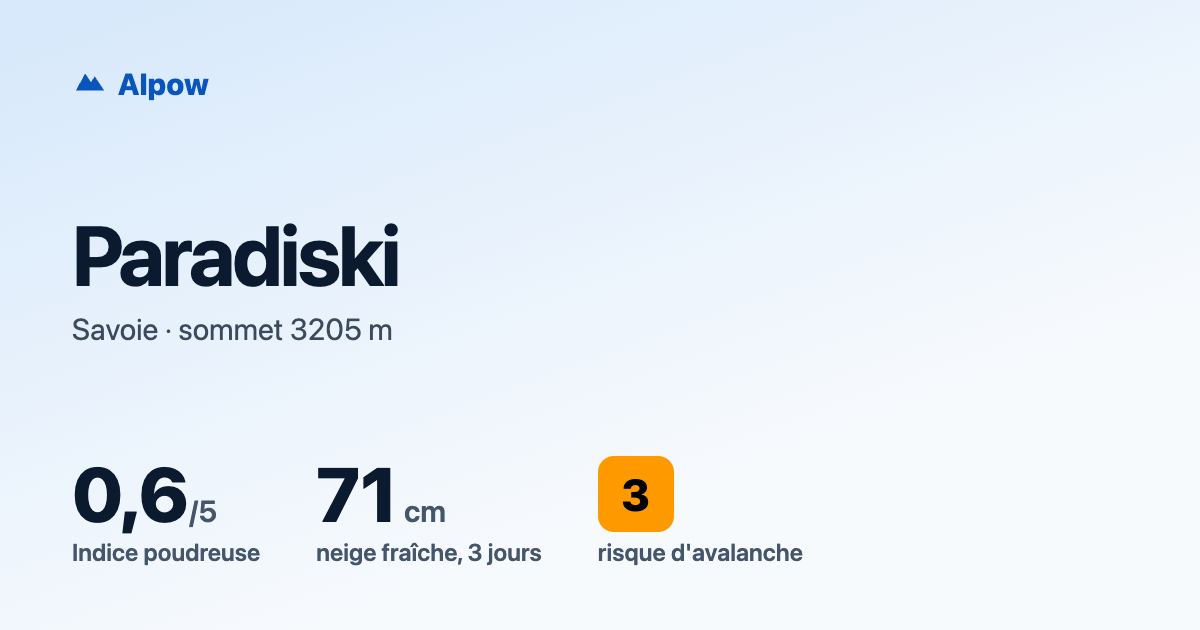 Alpow
Paradiski
Savoie · sommet 3205 m
0,6/5
Indice poudreuse
71 cm
neige fraîche, 3 jours
3
risque d'avalanche